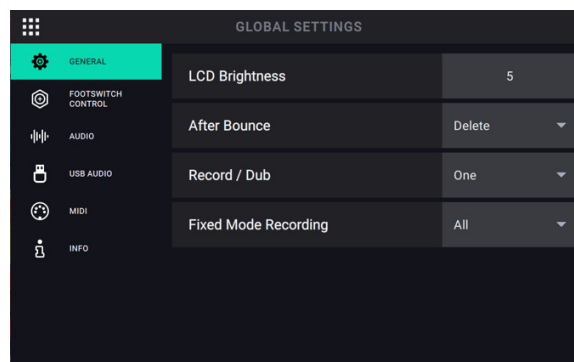 GLOBAL SETTINGS
GENERAL
FOOTSWITCH
CONTROL
AUDIO
USB AUDIO
MIDI
INFO
LCD Brightness
5
After Bounce
Delete
Record / Dub
One
Fixed Mode Recording
All